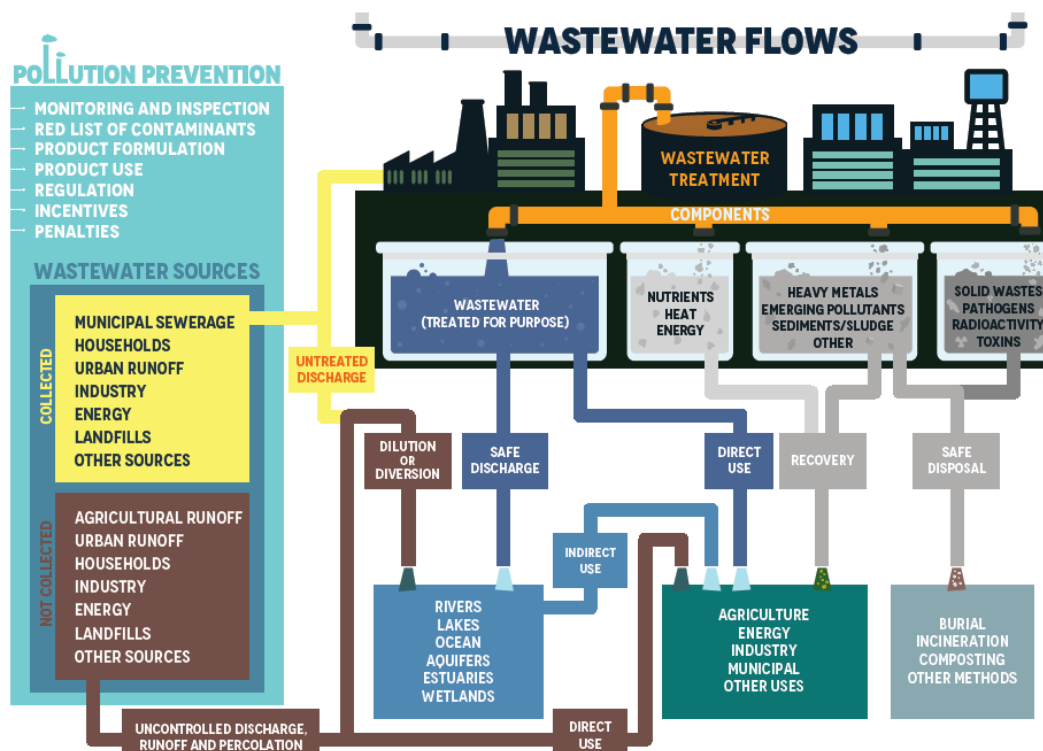 WASTEWATER FLOWS
POLLUTION PREVENTION
MONITORING AND INSPECTION
RED LIST OF CONTAMINANTS
PRODUCT FORMULATION
PRODUCT USE
REGULATION
INCENTIVES
PENALTIES
WASTEWATER SOURCES
COLLECTED
MUNICIPAL SEWERAGE
HOUSEHOLDS
URBAN RUNOFF
INDUSTRY
ENERGY
LANDFILLS
OTHER SOURCES
NOT COLLECTED
AGRICULTURAL RUNOFF
URBAN RUNOFF
HOUSEHOLDS
INDUSTRY
ENERGY
LANDFILLS
OTHER SOURCES
UNCONTROLLED DISCHARGE,
RUNOFF AND PERCOLATION
WASTEWATER
TREATMENT
COMPONENTS
WASTEWATER
(TREATED FOR PURPOSE)
NUTRIENTS
HEAT
ENERGY
HEAVY METALS
EMERGING POLLUTANTS
SEDIMENTS/SLUDGE
OTHER
SOLID WASTES
PATHOGENS
RADIOACTIVITY
TOXINS
UNTREATED
DISCHARGE
DILUTION
OR
DIVERSION
SAFE
DISCHARGE
DIRECT
USE
RECOVERY
SAFE
DISPOSAL
INDIRECT
USE
RIVERS
LAKES
OCEAN
AQUIFERS
ESTUARIES
WETLANDS
AGRICULTURE
ENERGY
INDUSTRY
MUNICIPAL
OTHER USES
BURIAL
INCINERATION
COMPOSTING
OTHER METHODS
DIRECT
USE